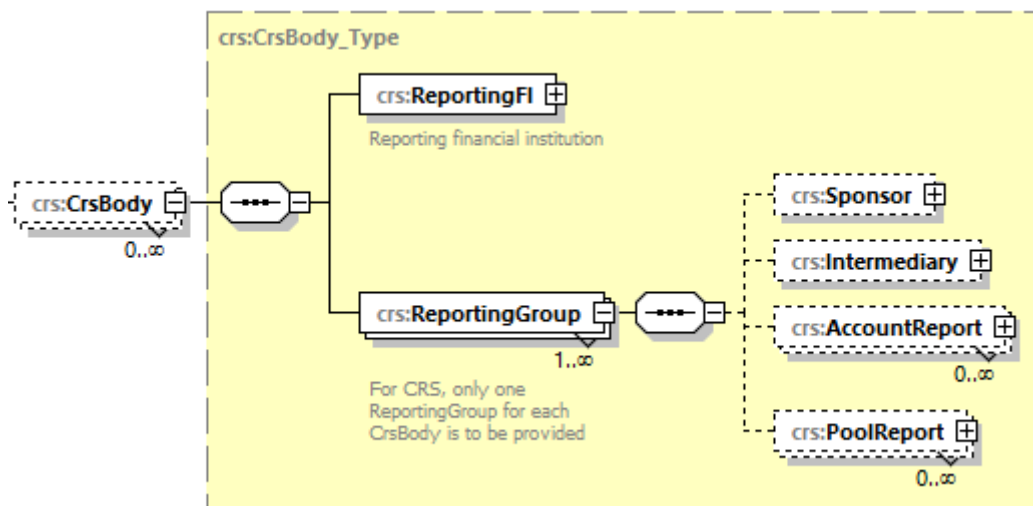 crs:CrsBody_Type
crs:ReportingFI
Reporting financial institution
crs:CrsBody
0..∞
crs:ReportingGroup
1..∞
For CRS, only one
ReportingGroup for each
CrsBody is to be provided
crs:Sponsor
crs:Intermediary
crs:AccountReport
0..∞
crs:PoolReport
0..∞